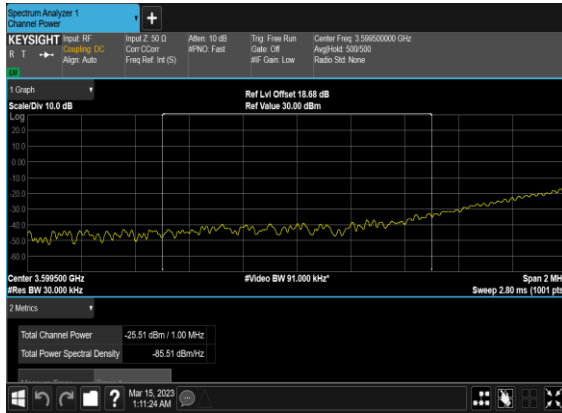 Spectrum Analyzer 1
Channel Power
+
KEYSIGHT
R T
LXI
Input: RF
Coupling: DC
Align: Auto
Input Z: 50 Ω
Corr CCorr
Freq Ref: Int (S)
Atten: 10 dB
#PNO: Fast
Trig: Free Run
Gate: Off
#IF Gain: Low
Center Freq: 3.599500000 GHz
Avg|Hold: 500/500
Radio Std: None
1 Graph
Scale/Div 10.0 dB
Ref Lvl Offset 18.68 dB
Ref Value 30.00 dBm
Log
20.0
10.0
0.00
-10.0
-20.0
-30.0
-40.0
-50.0
-60.0
Center 3.599500 GHz
#Res BW 30.000 kHz
#Video BW 91.000 kHz*
Span 2 MH
Sweep 2.80 ms (1001 pts
2 Metrics
Total Channel Power -25.51 dBm / 1.00 MHz
Total Power Spectral Density -85.51 dBm/Hz
?
Mar 15, 2023
1:11:24 AM